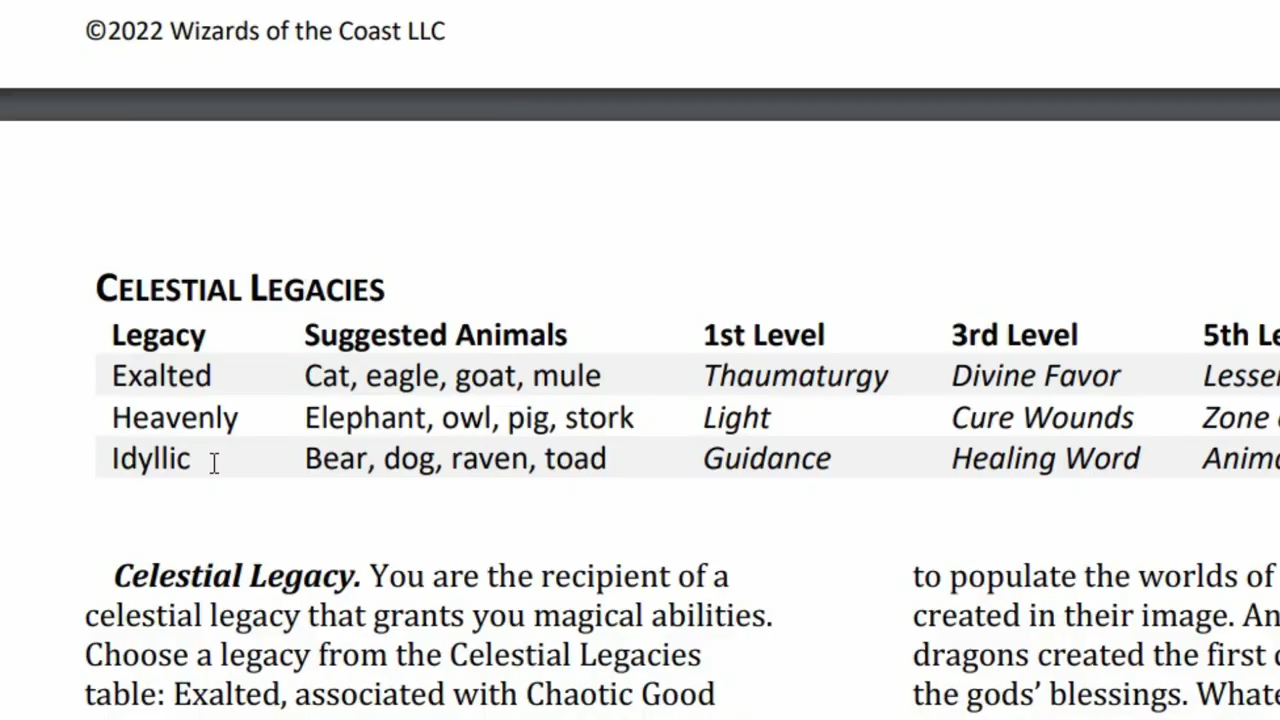 ©2022 Wizards of the Coast LLC
CELESTIAL LEGACIES
Legacy Suggested Animals 1st Level 3rd Level 5th
Exalted Cat, eagle, goat, mule Thaumaturgy Divine Favor
Heavenly Elephant, owl, pig, stork Light Cure Wounds Zone
Idyllic Bear, dog, raven, toad Guidance Healing Word
Celestial Legacy. You are the recipient of a
celestial legacy that grants you magical abilities.
Choose a legacy from the Celestial Legacies
table: Exalted, associated with Chaotic Good
to populate the worlds of
created in their image. An
dragons created the first
the gods’ blessings.